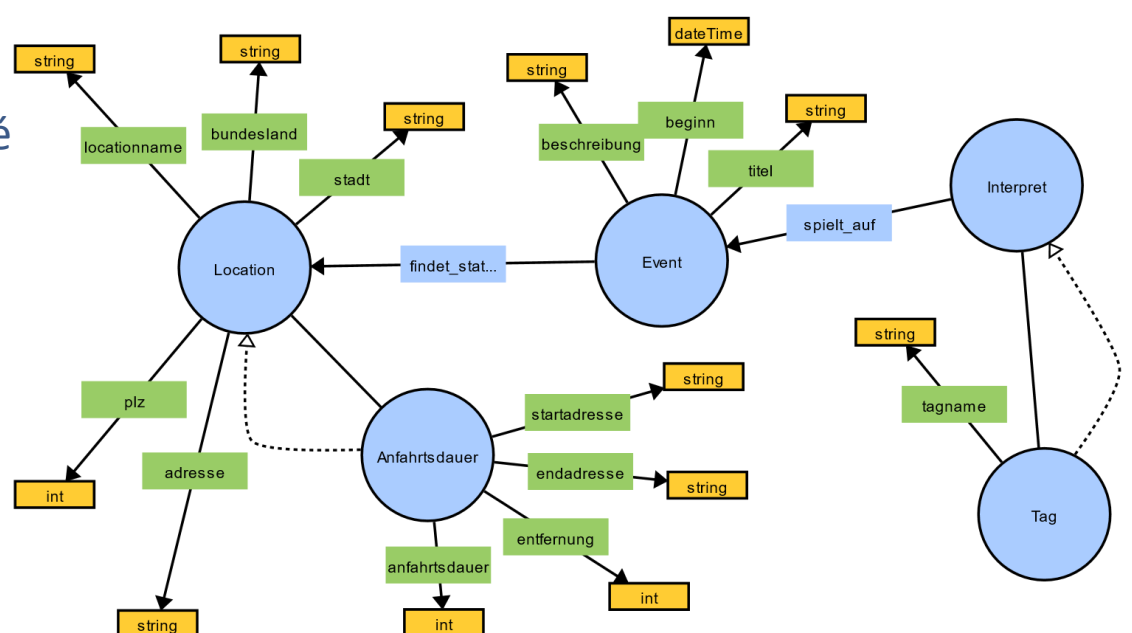 string
string
string
string
dateTime
string
é
locationname
bundesland
stadt
beschreibung
beginn
titel
Interpret
spielt_auf
Location
findet_stat...
Event
string
string
plz
startadresse
tagname
Anfahrtsdauer
adresse
endadresse
string
int
entfernung
Tag
anfahrtsdauer
int
string
int